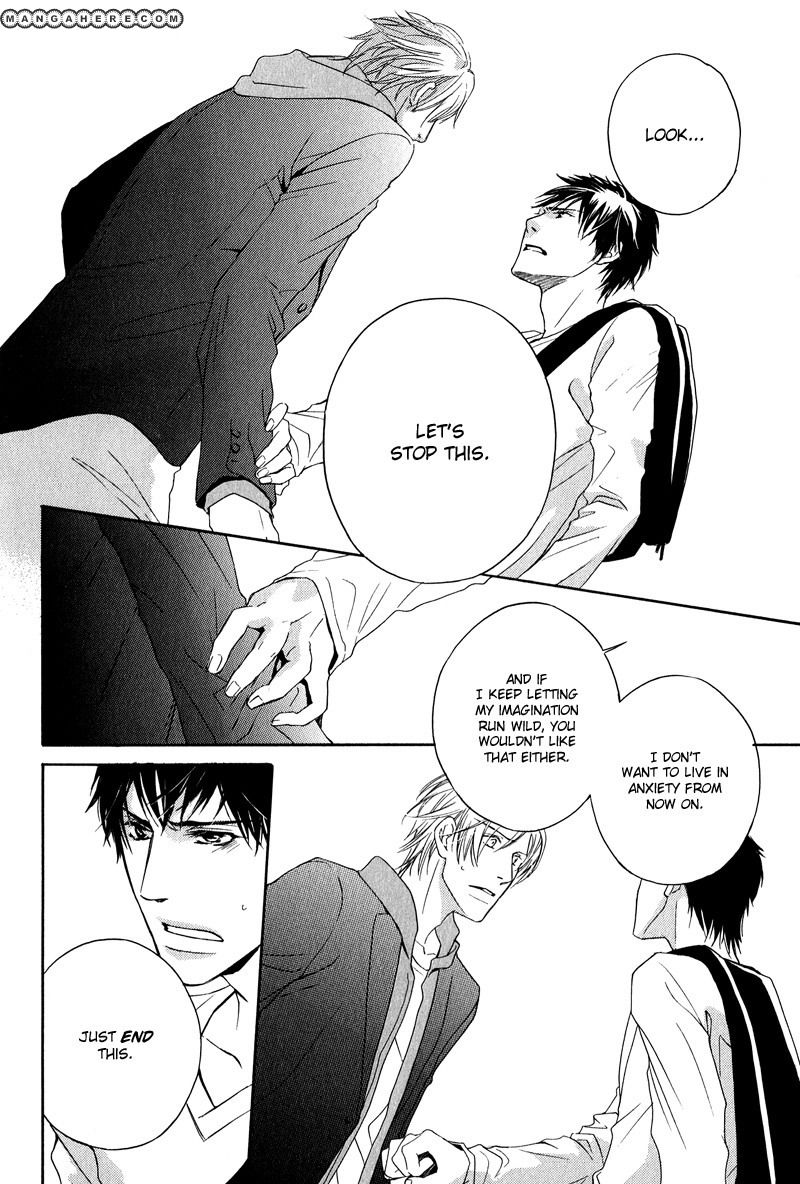 MANGAHERE.COM
LOOK...
LET'S
STOP THIS.
I DON'T
WANT TO LIVE IN
ANXIETY FROM
NOW ON.
AND IF
I KEEP LETTING
MY IMAGINATION
RUN WILD, YOU
WOULDN'T LIKE
THAT EITHER.
JUST END
THIS.